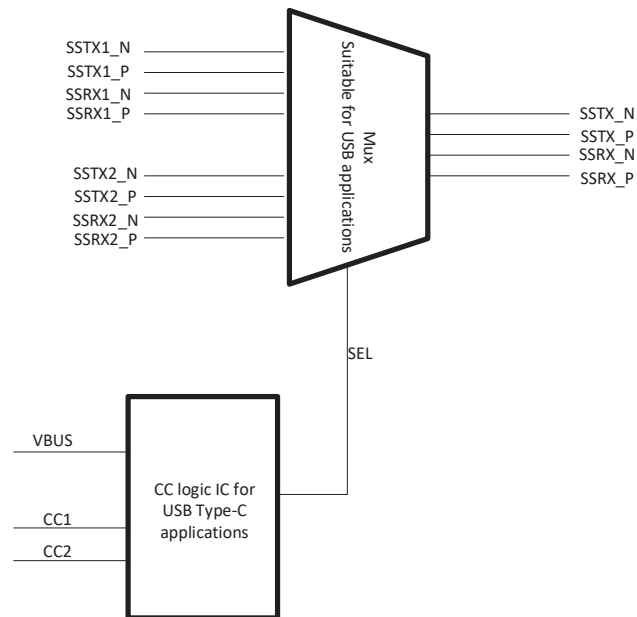 SSTX1_N
SSTX1_P
SSRX1_N
SSRX1_P
SSTX2_N
SSTX2_P
SSRX2_N
SSRX2_P
Mux
Suitable for USB applications
SSTX_N
SSTX_P
SSRX_N
SSRX_P
SEL
VBUS
CC1
CC2
CC logic IC for
USB Type-C
applications